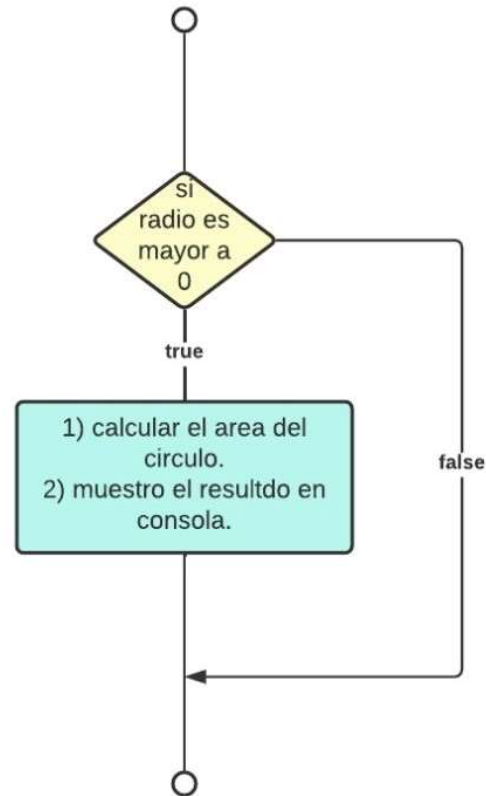 si
radio es
mayor a
0
true
1) calcular el area del
circulo.
2) muestro el resultdo en
consola.
false